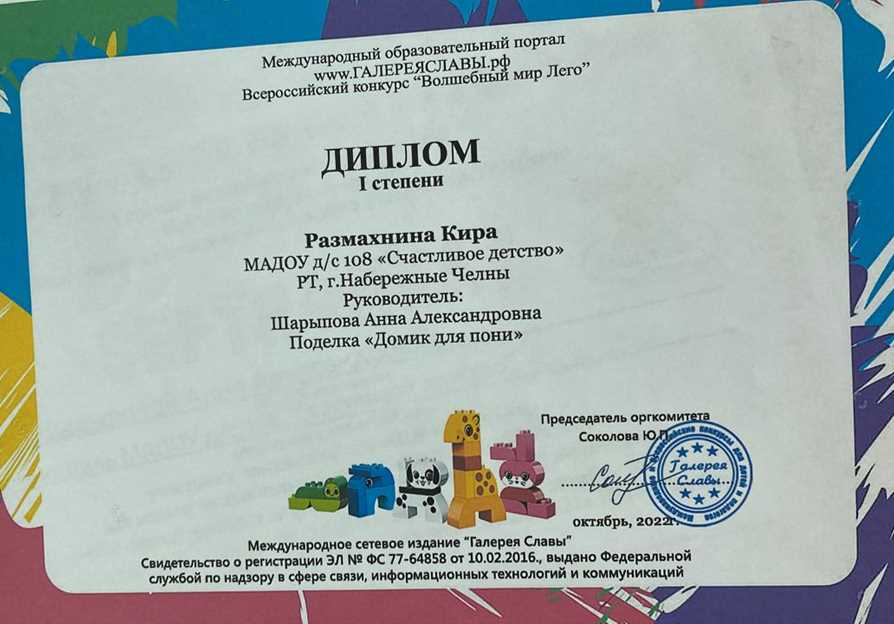 Международный образовательный портал
www.ГАЛЕРЕЯСЛАВЫ.рф
Всероссийский конкурс “Волшебный мир Лего”
ДИПЛОМ
I степени
Размахнина Кира
МАДОУ д/с 108 «Счастливое детство»
РТ, г.Набережные Челны
Руководитель:
Шарыпова Анна Александровна
Поделка «Домик для пони»
Председатель оргкомитета
Соколова Ю.П.
Галерея
Славы
октябрь, 2022г.
Международное сетевое издание “Галерея Славы”
Свидетельство о регистрации ЭЛ № ФС 77-64858 от 10.02.2016., выдано Федеральной
службой по надзору в сфере связи, информационных технологий и коммуникаций